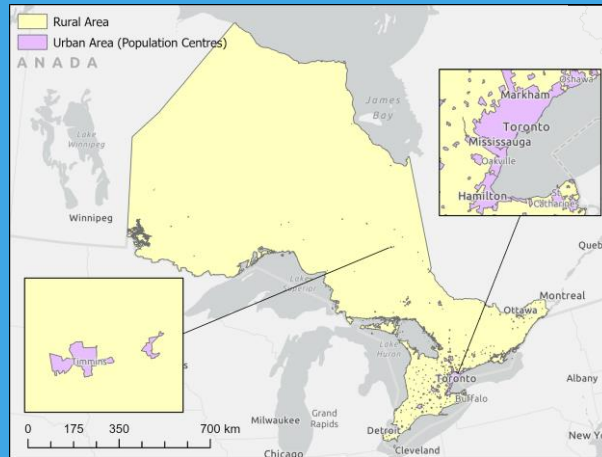 Rural Area
Urban Area (Population Centres)
ANADA
James
Bay
Lake
Winnipeg
Winnipeg
Oshawa
Markham
Toronto
Mississauga
Oakville
Hamilton
St
Catharines
Lake
Superior
Queb
Montreal
Ottawa
Timmins
s
Lake
Huron
Toronto
Buffalo
Albany
Grand
Rapids
Milwaukee
Detroit
Chicago
Cleveland
New Yo
0 175 350 700 km